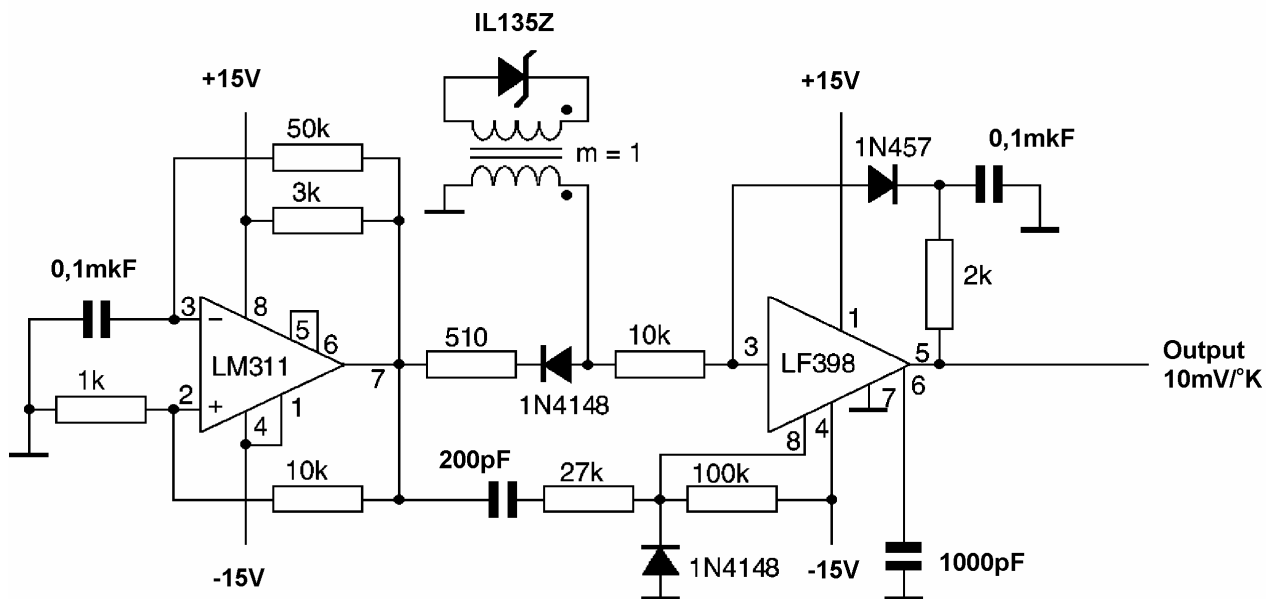 IL135Z
+15V
+15V
50k
m = 1
1N457
0,1mkF
3k
0,1mkF
2k
3
8
5
6
LM311
7
510
1N4148
10k
3
1
LF398
5
6
7
Output
10mV/°K
1k
2
1
4
8
4
10k
200pF
27k
100k
-15V
1N4148
-15V
1000pF